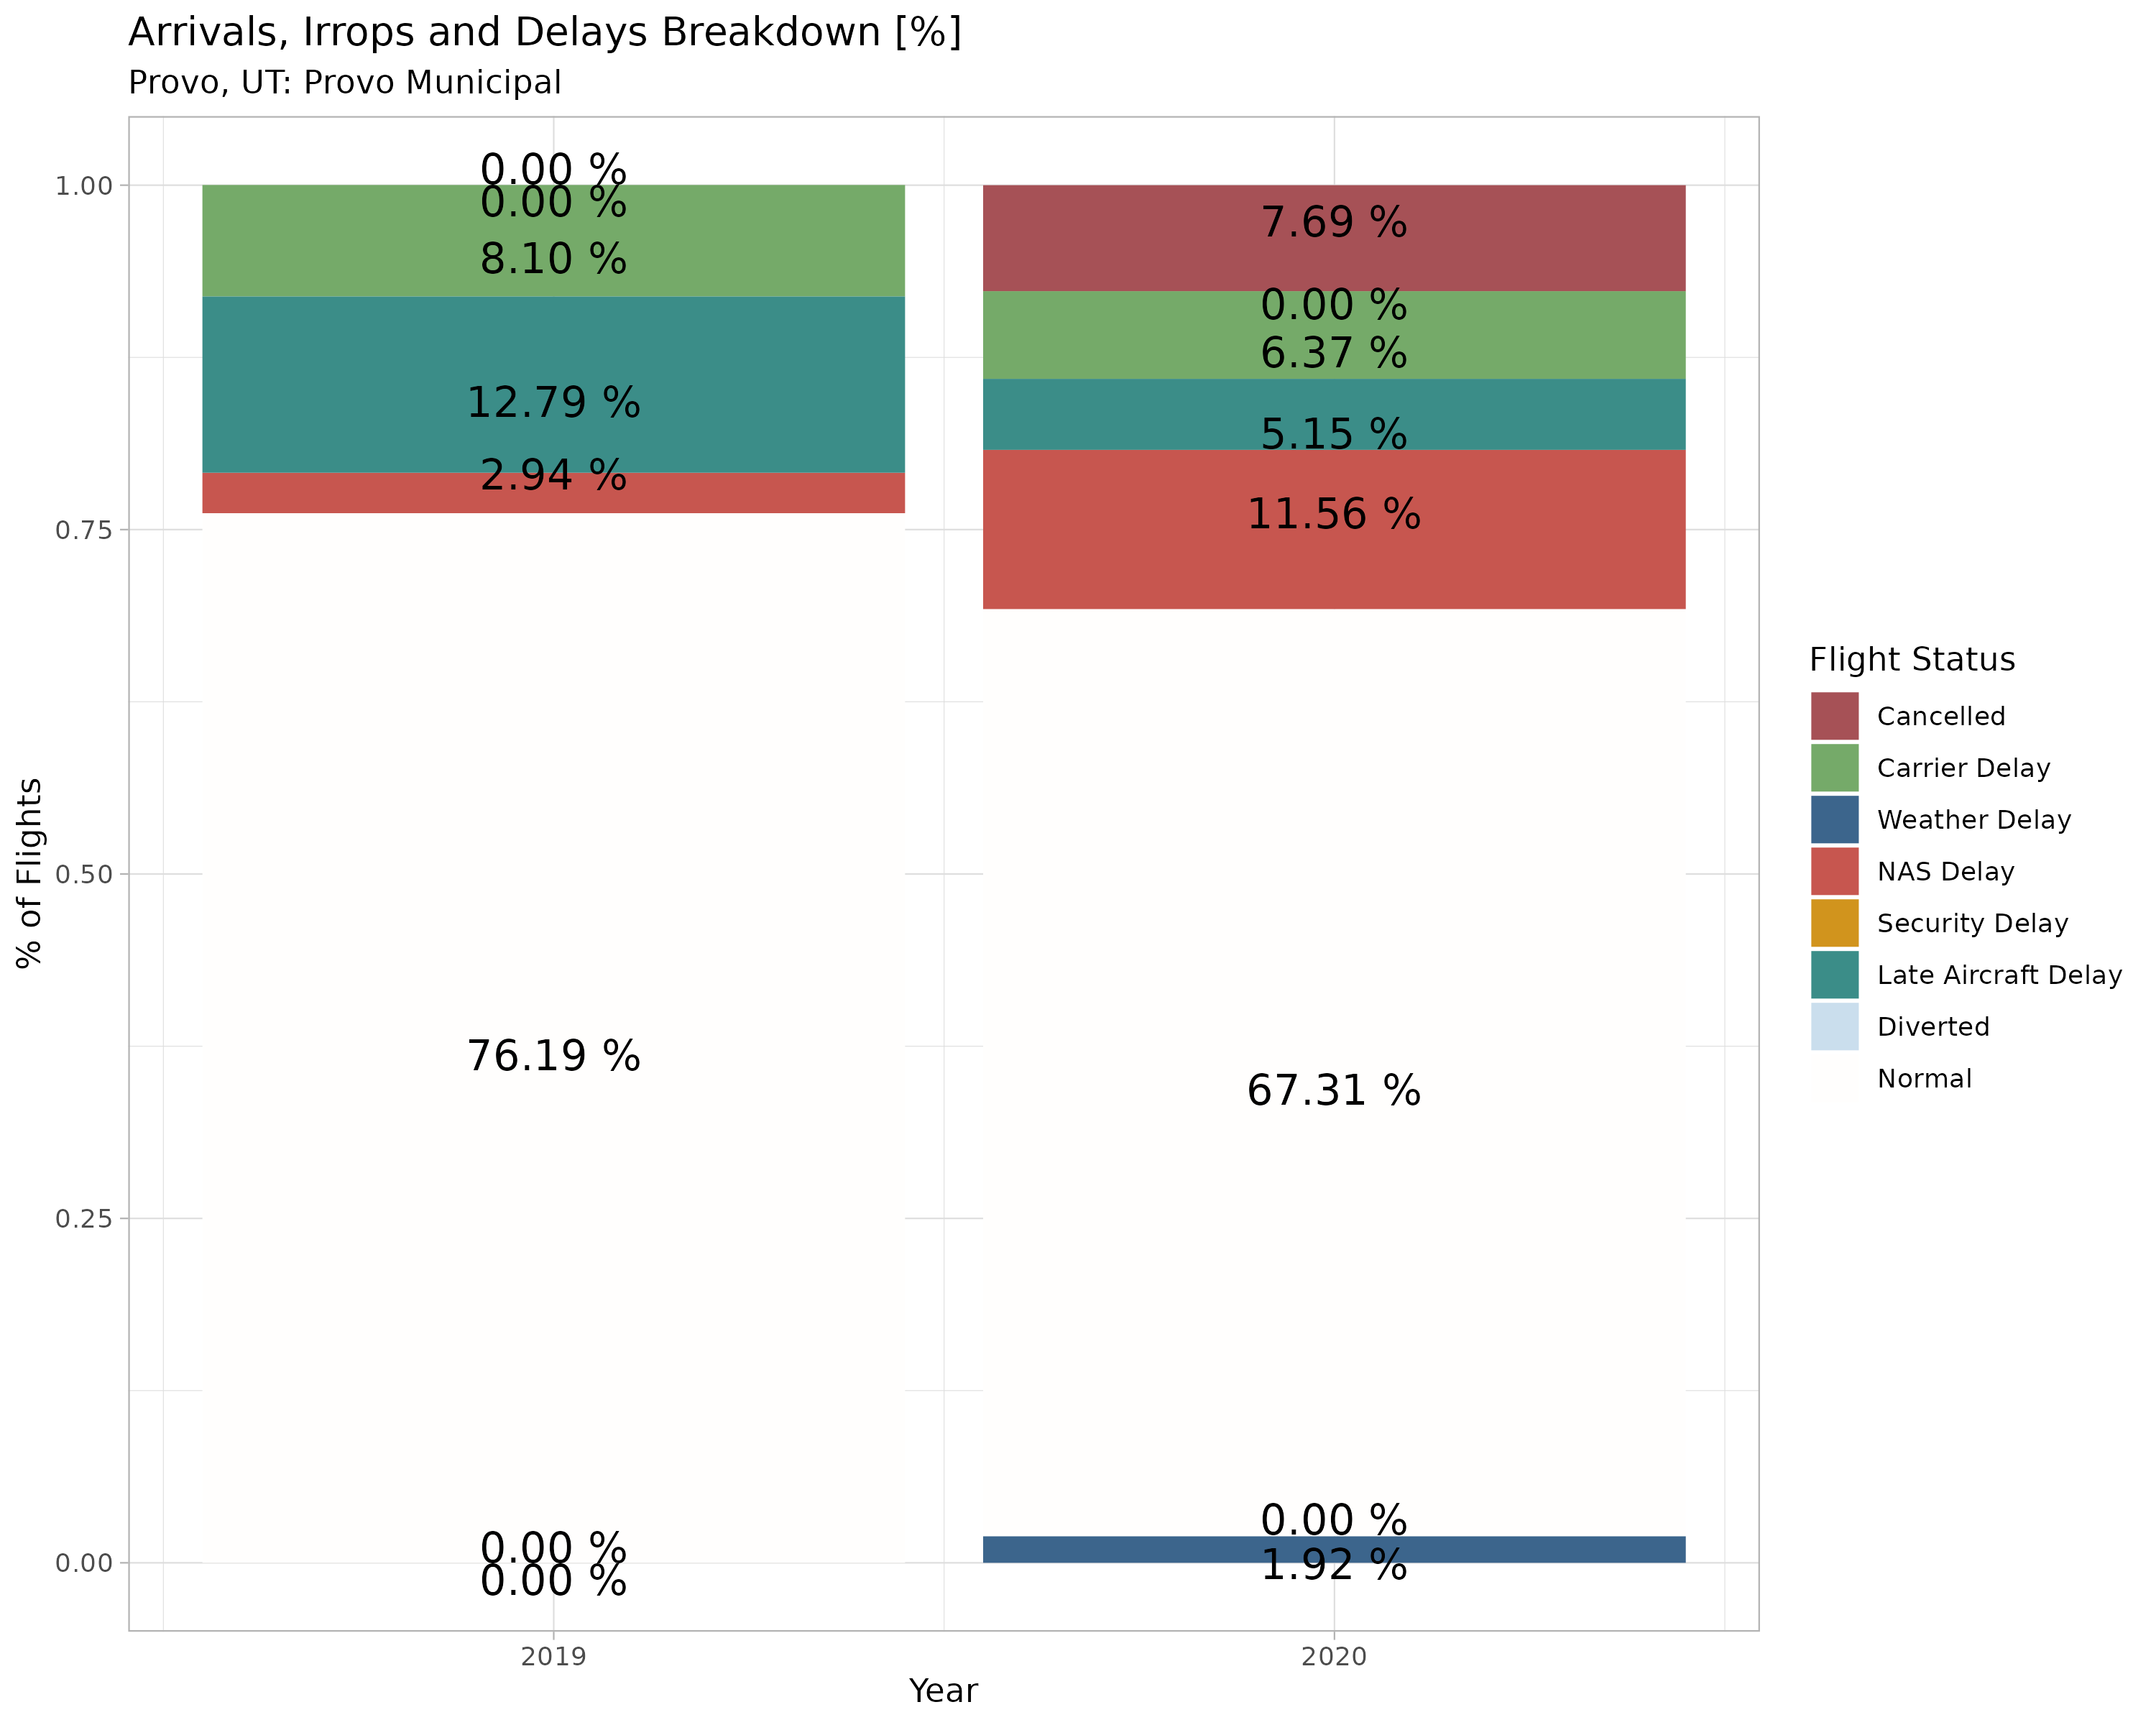 Arrivals, Irrops and Delays Breakdown [%]
Provo, UT: Provo Municipal
% of Flights
1.00
0.75
0.50
0.25
0.00
0.00 %
0.00 %
8.10 %
12.79 %
2.94 %
76.19 %
0.00 %
0.00 %
7.69 %
0.00 %
6.37 %
5.15 %
11.56 %
67.31 %
0.00 %
1.92 %
2019
2020
Year
Flight Status
Cancelled
Carrier Delay
Weather Delay
NAS Delay
Security Delay
Late Aircraft Delay
Diverted
Normal